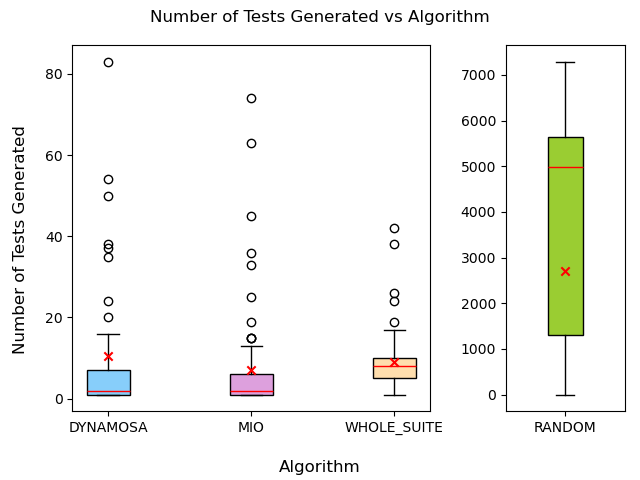 Number of Tests Generated vs Algorithm
Number of Tests Generated
80
60
40
20
0
DYNAMOSA
MIO
WHOLE_SUITE
7000
6000
5000
4000
3000
2000
1000
0
RANDOM
Algorithm